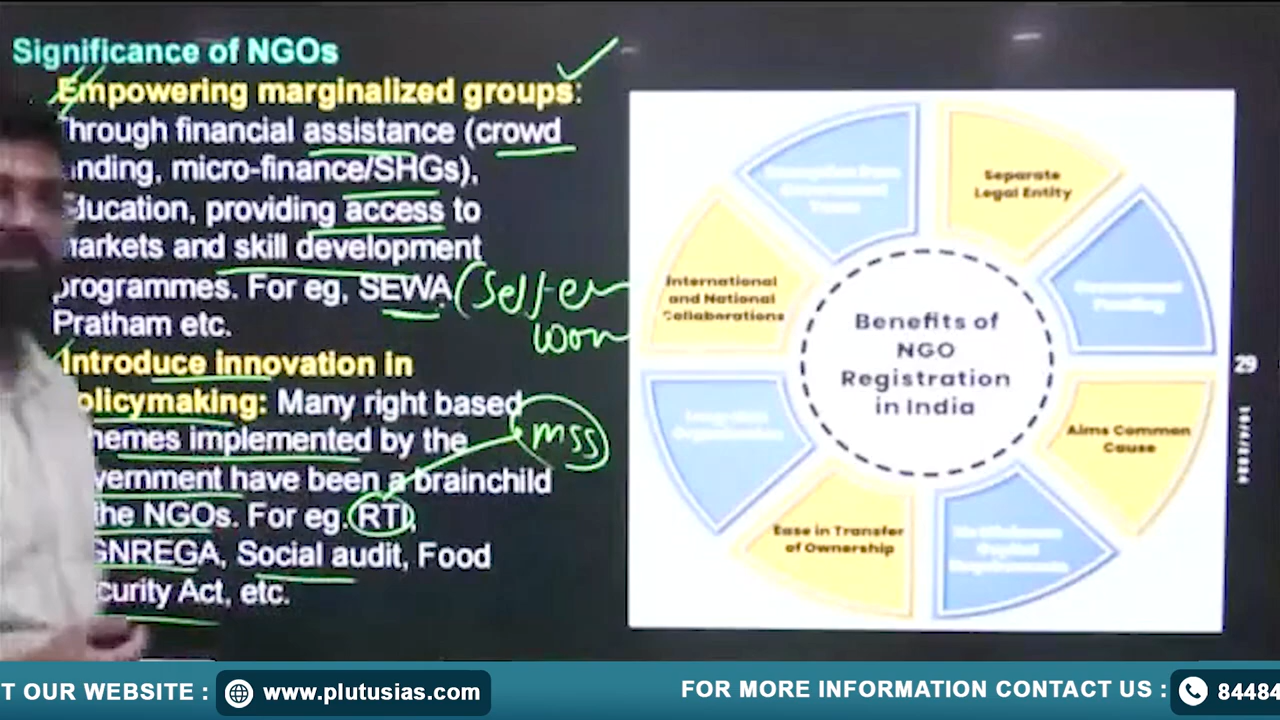 Significance of NGOs
Empowering marginalized groups:
Through financial assistance (crowd
nding, micro-finance/SHGs),
ducation, providing access to
arkets and skill development
programmes. For eg, SEWA (Self em
wom
Pratham etc.
Introduce innovation in
olicymaking: Many right based
hemes implemented by the
MSS
vernment have been a brainchild
the NGOs. For eg. RTI,
GNREGA, Social audit, Food
curity Act, etc.
Separate
Legal Entity
International
and National
Collaborations
Benefits of
NGO
Registration
in India
Aims Common
Cause
Ease in Transfer
of Ownership
29
T OUR WEBSITE : www.plutusias.com
FOR MORE INFORMATION CONTACT US : 84484